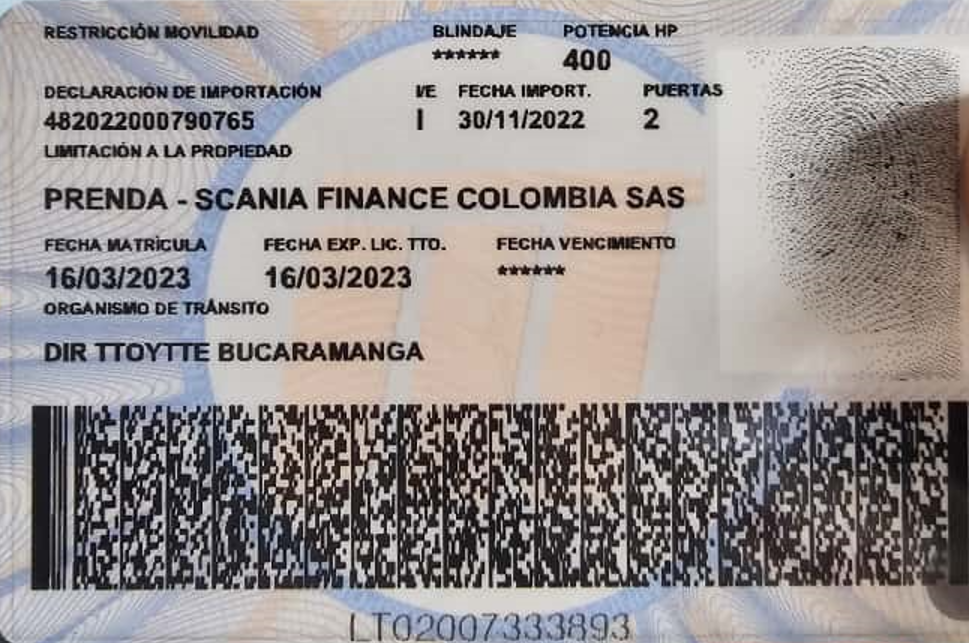 RESTRICCIÓN MOVILIDAD BLINDAJE POTENCIA HP
****** 400
DECLARACIÓN DE IMPORTACIÓN I/E FECHA IMPORT. PUERTAS
482022000790765 I 30/11/2022 2
LIMITACIÓN A LA PROPIEDAD
PRENDA - SCANIA FINANCE COLOMBIA SAS
FECHA MATRÍCULA FECHA EXP. LIC. TTO. FECHA VENCIMIENTO
16/03/2023 16/03/2023 ******
ORGANISMO DE TRÁNSITO
DIR TTOYTTE BUCARAMANGA
LT02007333893